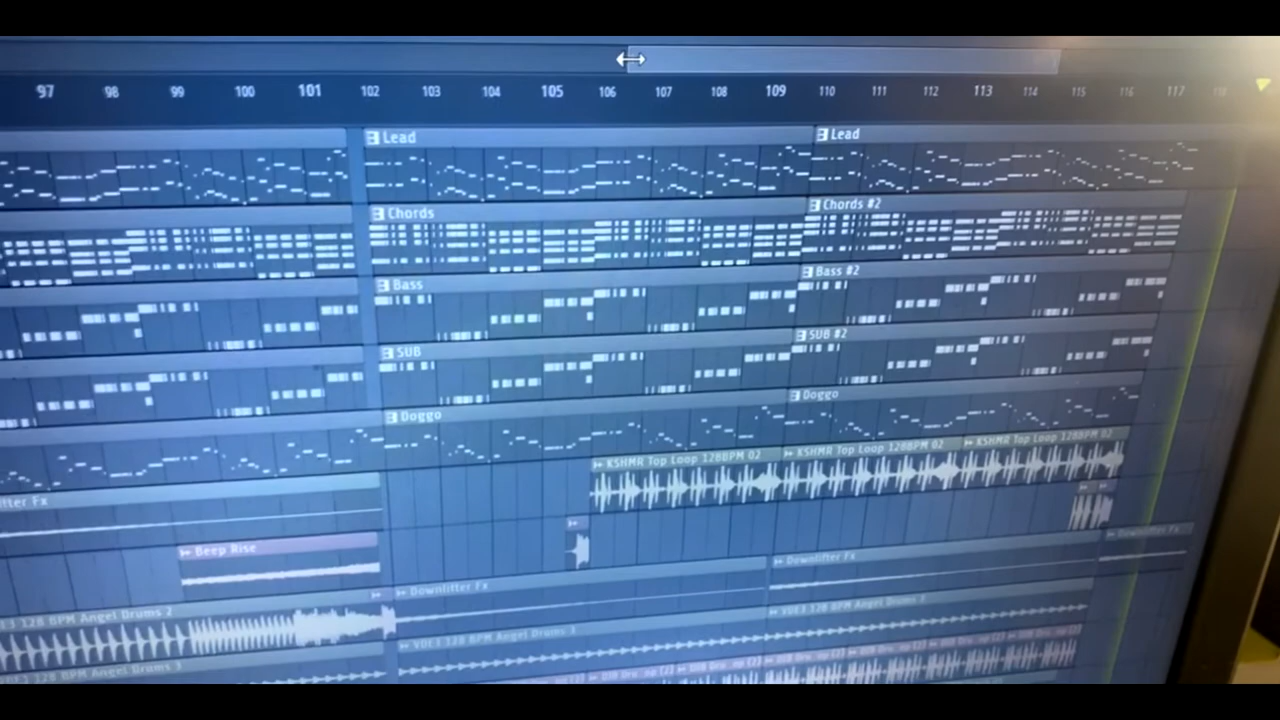 97 98 99 100 101 102 103 104 105 106 107 108 109 110 111 112 113 114 115 116 117 118
Lead Lead
Chords Chords #2
Bass Bass #2
SUB SUB #2
Doggo Doggo
KSHMR Top Loop 128BPM 02 KSHMR Top Loop 128BPM 02 KSHMR Top Loop 128BPM 02
Fx
Beep Rise
Downlifter Fx Downlifter Fx Downlifter Fx
128 BPM Angel Drums 2 128 BPM Angel Drums 3 128 BPM Angel Drums 3
128 BPM Angel Drums 3